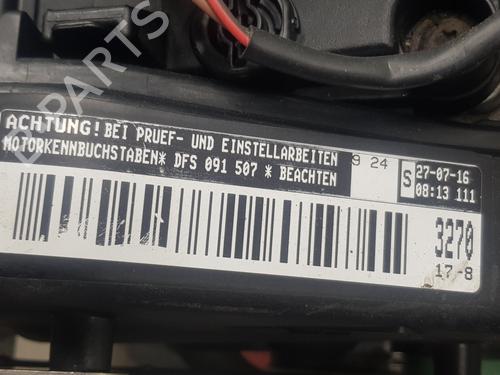 ACHTUNG! BEI PRUEF- UND EINSTELLARBEITEN
MOTORKENNBUCHSTABEN* DFS 091 507 * BEACHTEN
9 24
S
27-07-16
08:13 111
3270
17-8
B-PARTS